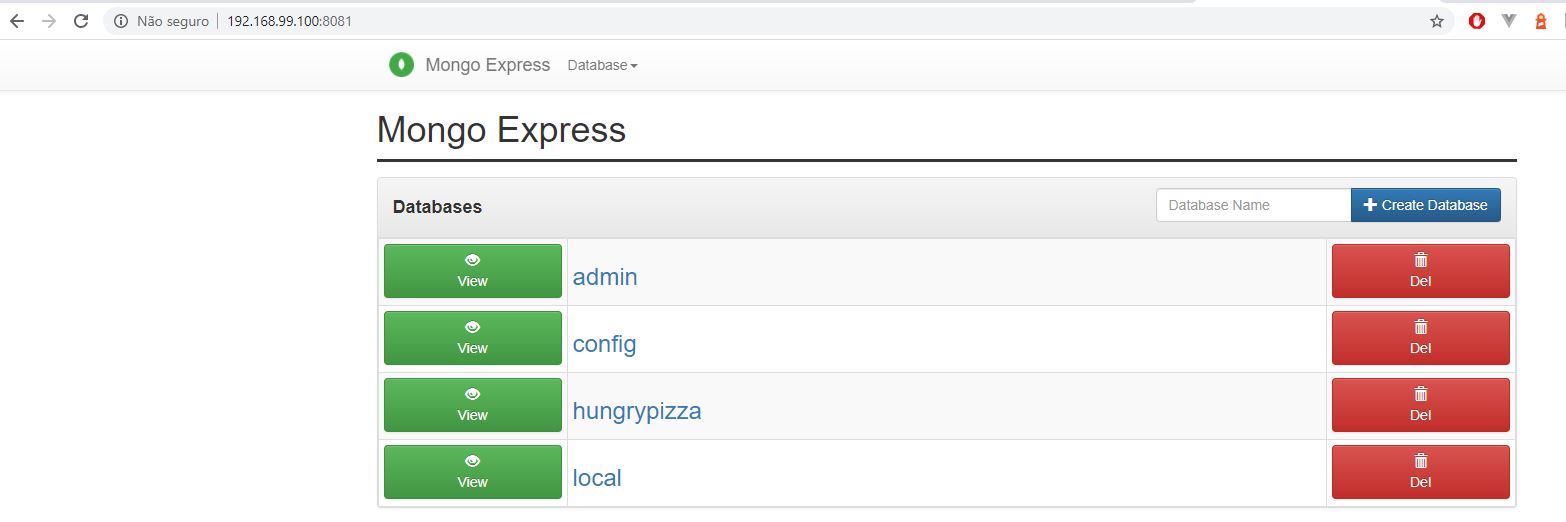 Não seguro | 192.168.99.100:8081
Mongo Express Database
Mongo Express
Databases Database Name Create Database
View admin Del
View config Del
View hungrypizza Del
View local Del